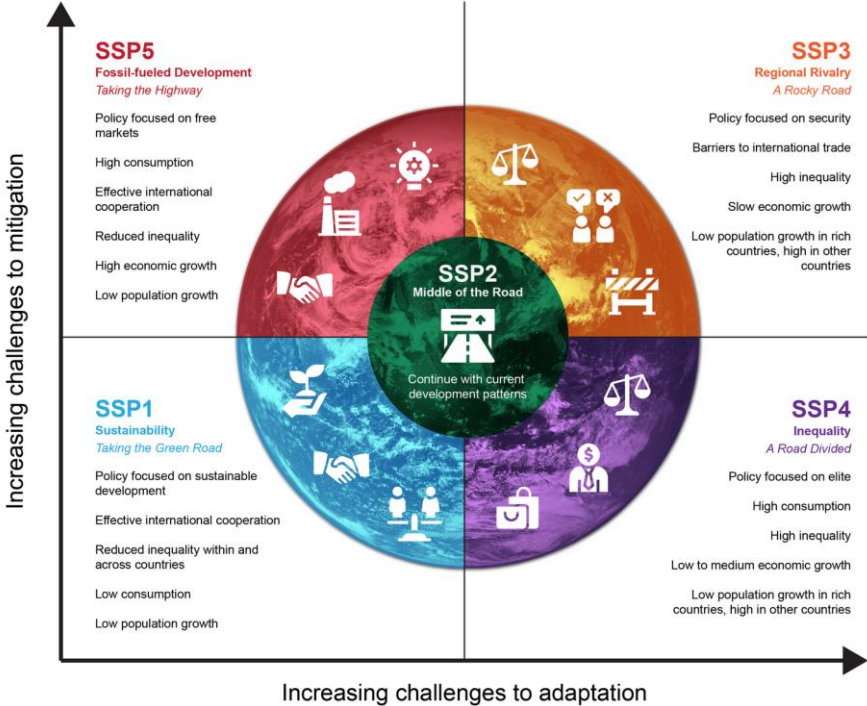 Increasing challenges to mitigation
SSP5
Fossil-fueled Development
Taking the Highway
Policy focused on free
markets
High consumption
Effective international
cooperation
Reduced inequality
High economic growth
Low population growth
SSP3
Regional Rivalry
A Rocky Road
Policy focused on security
Barriers to international trade
High inequality
Slow economic growth
Low population growth in rich
countries, high in other
countries
SSP2
Middle of the Road
Continue with current
development patterns
SSP1
Sustainability
Taking the Green Road
Policy focused on sustainable
development
Effective international cooperation
Reduced inequality within and
across countries
Low consumption
Low population growth
SSP4
Inequality
A Road Divided
Policy focused on elite
High consumption
High inequality
Low to medium economic growth
Low population growth in rich
countries, high in other countries
$
Increasing challenges to adaptation